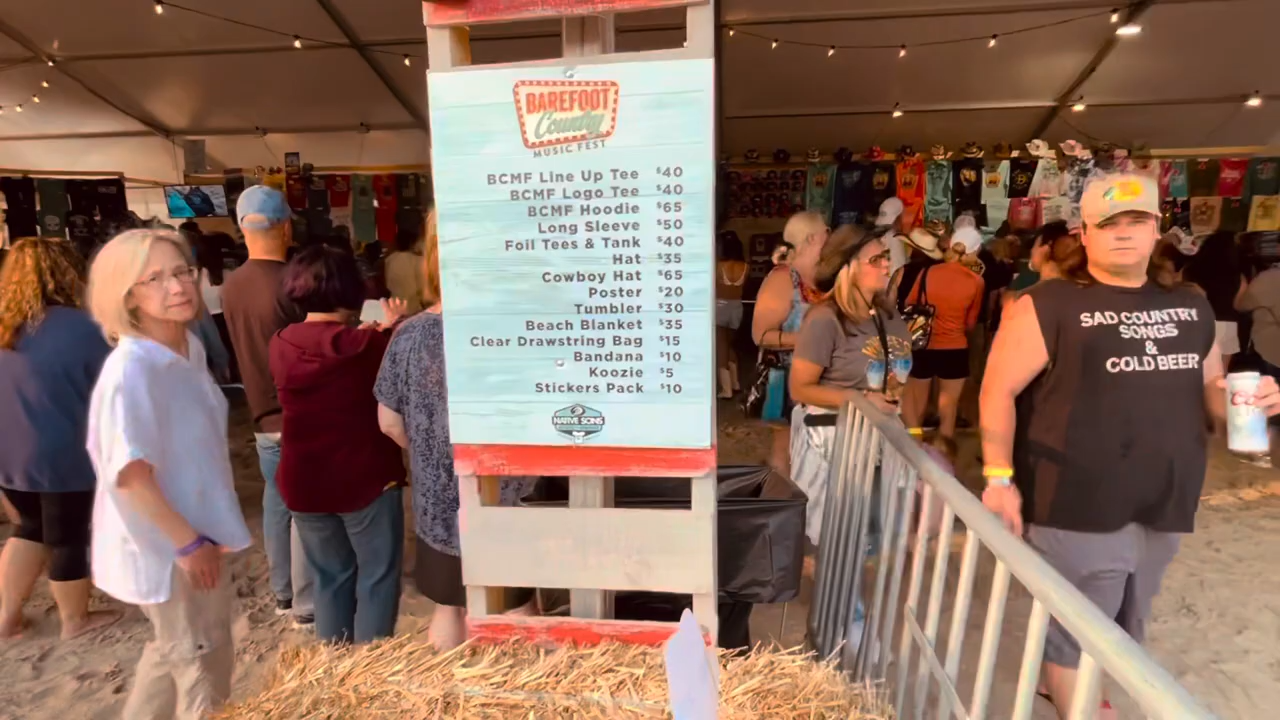 BAREFOOT
Country
MUSIC FEST
BCMF LINE UP TEE $40
BCMF LOGO TEE $40
BCMF HOODIE $65
LONG SLEEVE $50
FOIL TEES & TANK $40
HAT $35
COWBOY HAT $65
POSTER $20
TUMBLER $30
BEACH BLANKET $35
CLEAR DRAWSTRING BAG $15
BANDANA $10
KOOZIE $5
STICKERS PACK $10
NATIVE SONS
SAD COUNTRY
SONGS
&
COLD BEER